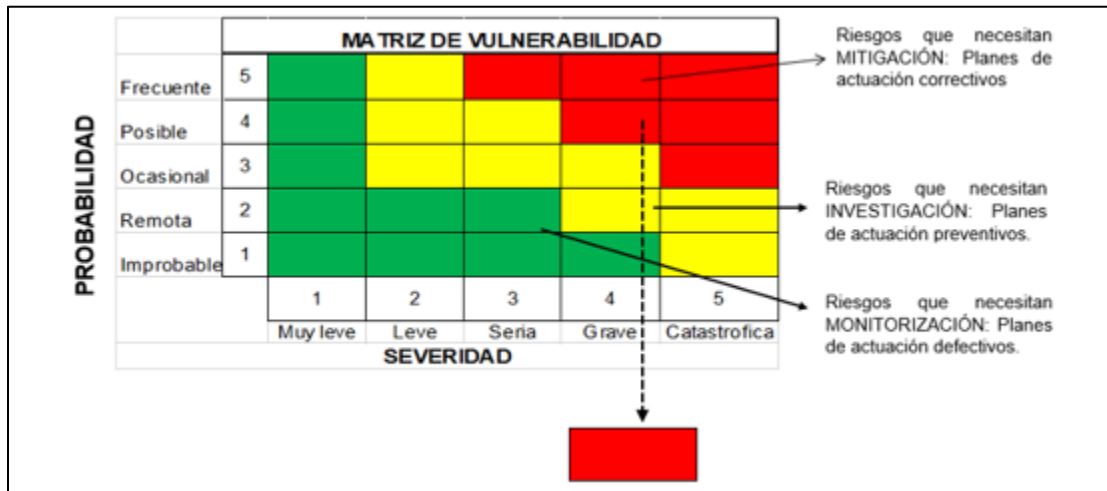 MATRIZ DE VULNERABILIDAD
PROBABILIDAD
Frecuente 5
Posible 4
Ocasional 3
Remota 2
Improbable 1
1 2 3 4 5
Muy leve Leve Seria Grave Catastrofica
SEVERIDAD
Riesgos que necesitan
MITIGACIÓN: Planes de
actuación correctivos
Riesgos que necesitan
INVESTIGACIÓN: Planes
de actuación preventivos.
Riesgos que necesitan
MONITORIZACIÓN: Planes
de actuación defectivos.